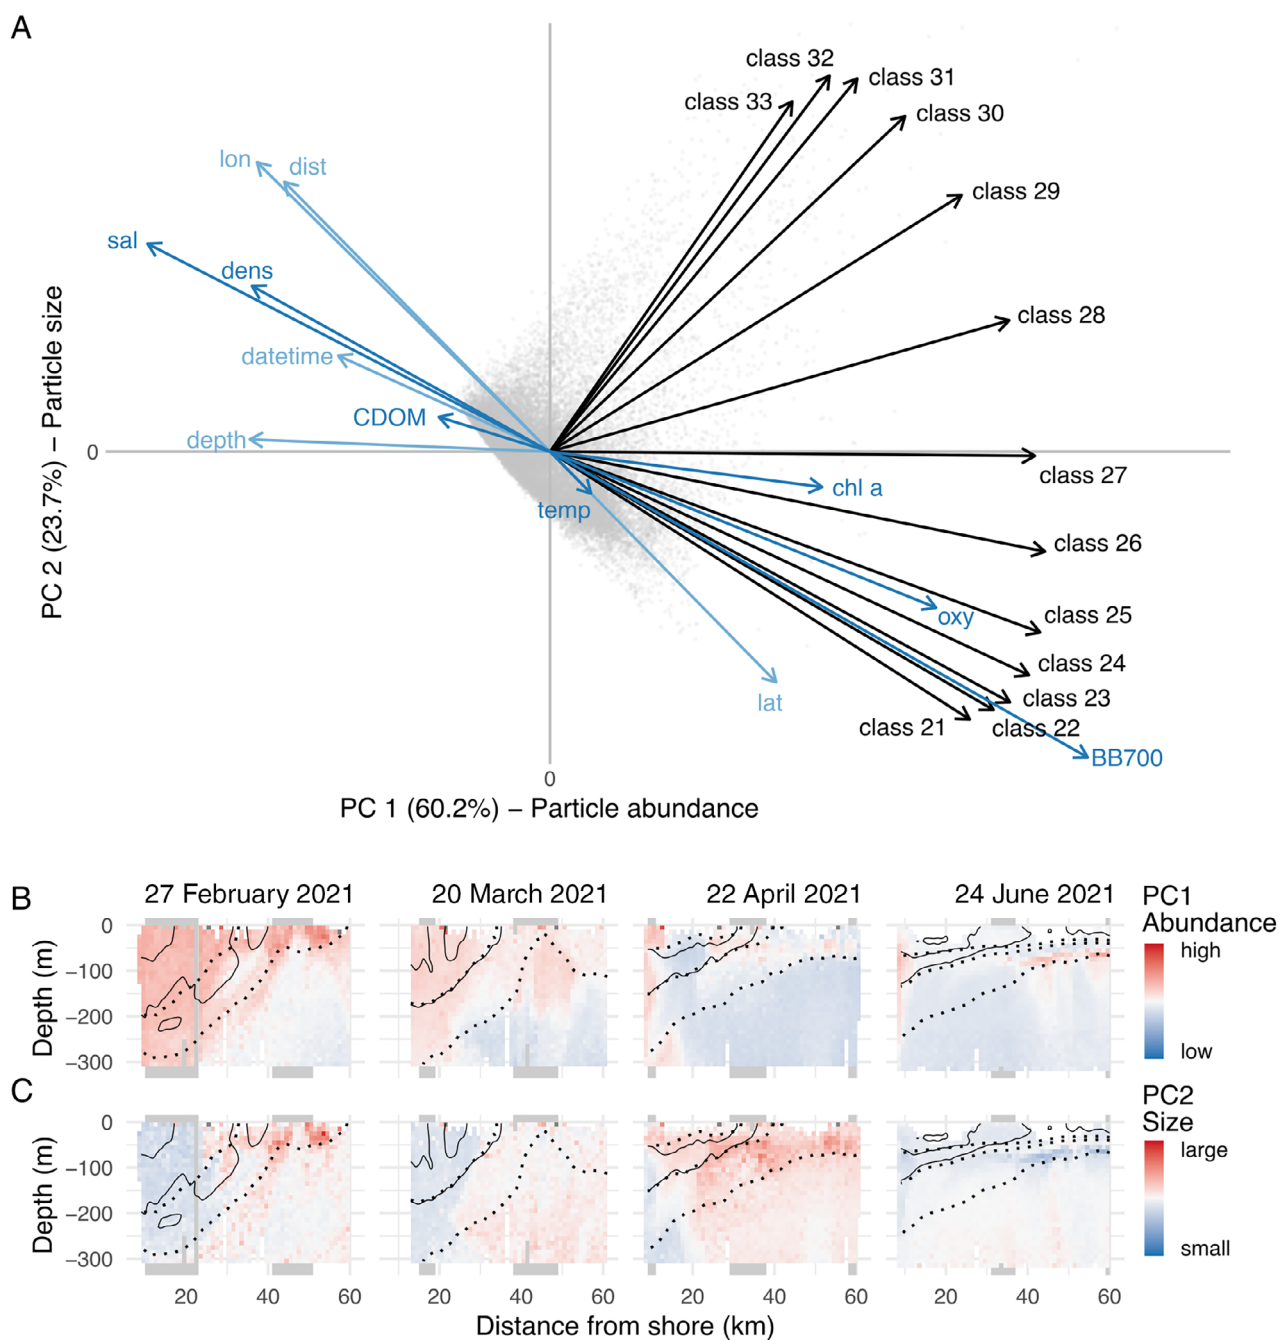 A
class 32
class 31
class 33
class 30
lon
dist
class 29
sal
dens
class 28
datetime
CDOM
depth
0
class 27
chl a
temp
class 26
oxy
class 25
class 24
lat
class 23
class 21
class 22
BB700
0
PC 2 (23.7%) – Particle size
PC 1 (60.2%) – Particle abundance
B
27 February 2021
20 March 2021
22 April 2021
24 June 2021
PC1
Abundance
high
low
Depth (m)
0
−100
−200
−300
C
PC2
Size
large
small
Depth (m)
0
−100
−200
−300
20 40 60
20 40 60
20 40 60
20 40 60
Distance from shore (km)